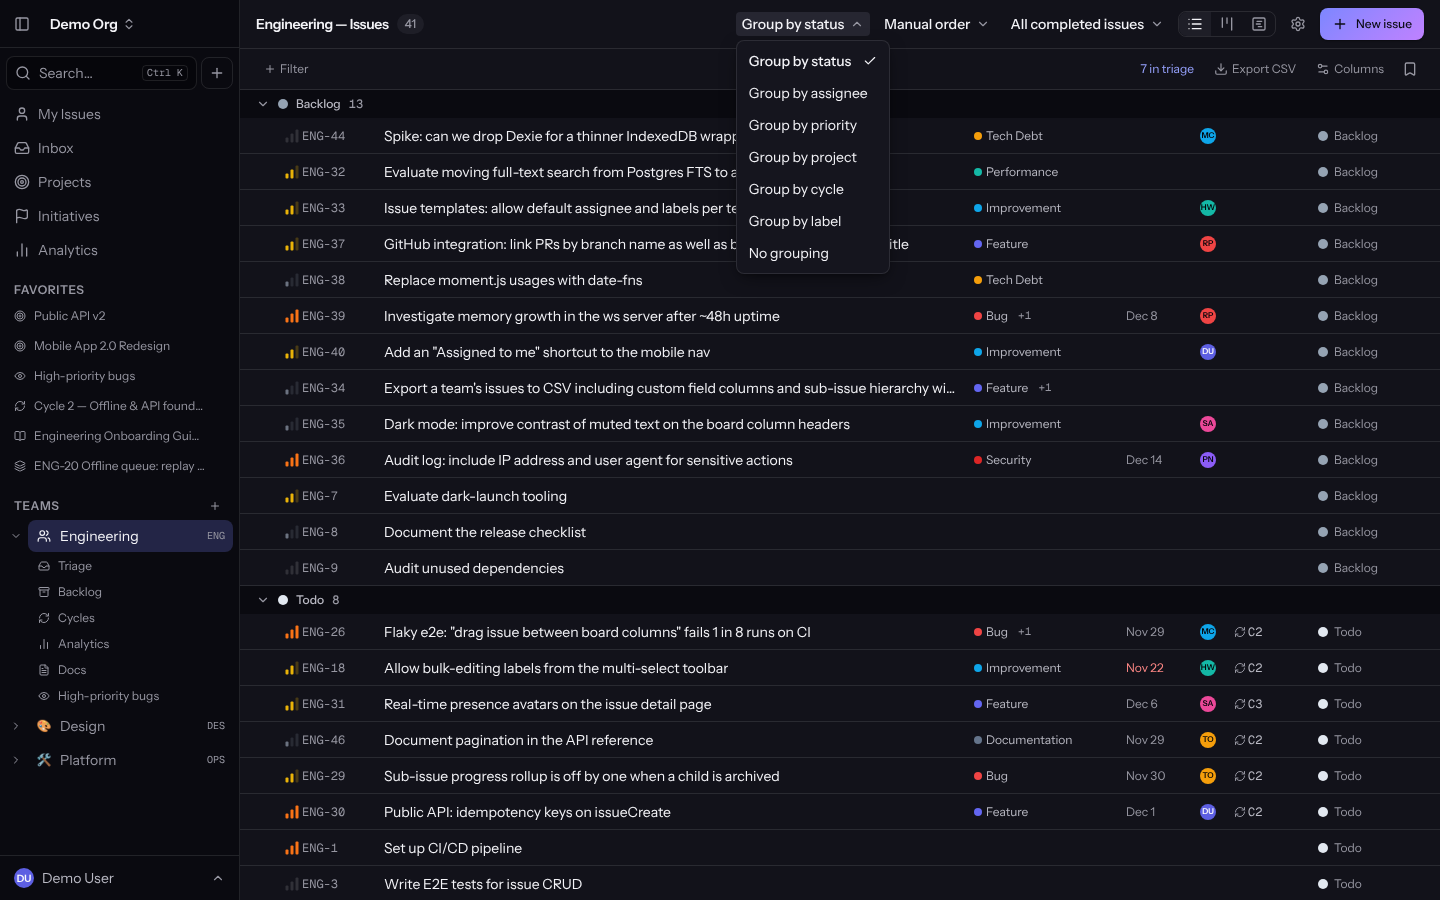 Demo Org
Search...
Ctrl K
My Issues
Inbox
Projects
Initiatives
Analytics
FAVORITES
Public API v2
Mobile App 2.0 Redesign
High-priority bugs
Cycle 2 — Offline & API found...
Engineering Onboarding Gui...
ENG-20 Offline queue: replay ...
TEAMS
Engineering ENG
Triage
Backlog
Cycles
Analytics
Docs
High-priority bugs
Design DES
Platform OPS
DU Demo User
Engineering — Issues 41
Group by status
Manual order
All completed issues
New issue
Filter
7 in triage
Export CSV
Columns
Group by status
Group by assignee
Group by priority
Group by project
Group by cycle
Group by label
No grouping
Backlog 13
ENG-44 Spike: can we drop Dexie for a thinner IndexedDB wrapp Tech Debt MC Backlog
ENG-32 Evaluate moving full-text search from Postgres FTS to a Performance Backlog
ENG-33 Issue templates: allow default assignee and labels per te Improvement HW Backlog
ENG-37 GitHub integration: link PRs by branch name as well as b itle Feature RP Backlog
ENG-38 Replace moment.js usages with date-fns Tech Debt Backlog
ENG-39 Investigate memory growth in the ws server after ~48h uptime Bug +1 Dec 8 RP Backlog
ENG-40 Add an "Assigned to me" shortcut to the mobile nav Improvement DU Backlog
ENG-34 Export a team's issues to CSV including custom field columns and sub-issue hierarchy wi... Feature +1 Backlog
ENG-35 Dark mode: improve contrast of muted text on the board column headers Improvement SA Backlog
ENG-36 Audit log: include IP address and user agent for sensitive actions Security Dec 14 PN Backlog
ENG-7 Evaluate dark-launch tooling Backlog
ENG-8 Document the release checklist Backlog
ENG-9 Audit unused dependencies Backlog
Todo 8
ENG-26 Flaky e2e: "drag issue between board columns" fails 1 in 8 runs on CI Bug +1 Nov 29 MC C2 Todo
ENG-18 Allow bulk-editing labels from the multi-select toolbar Improvement Nov 22 HW C2 Todo
ENG-31 Real-time presence avatars on the issue detail page Feature Dec 6 SA C3 Todo
ENG-46 Document pagination in the API reference Documentation Nov 29 TO C2 Todo
ENG-29 Sub-issue progress rollup is off by one when a child is archived Bug Nov 30 TO C2 Todo
ENG-30 Public API: idempotency keys on issueCreate Feature Dec 1 DU C2 Todo
ENG-1 Set up CI/CD pipeline Todo
ENG-3 Write E2E tests for issue CRUD Todo